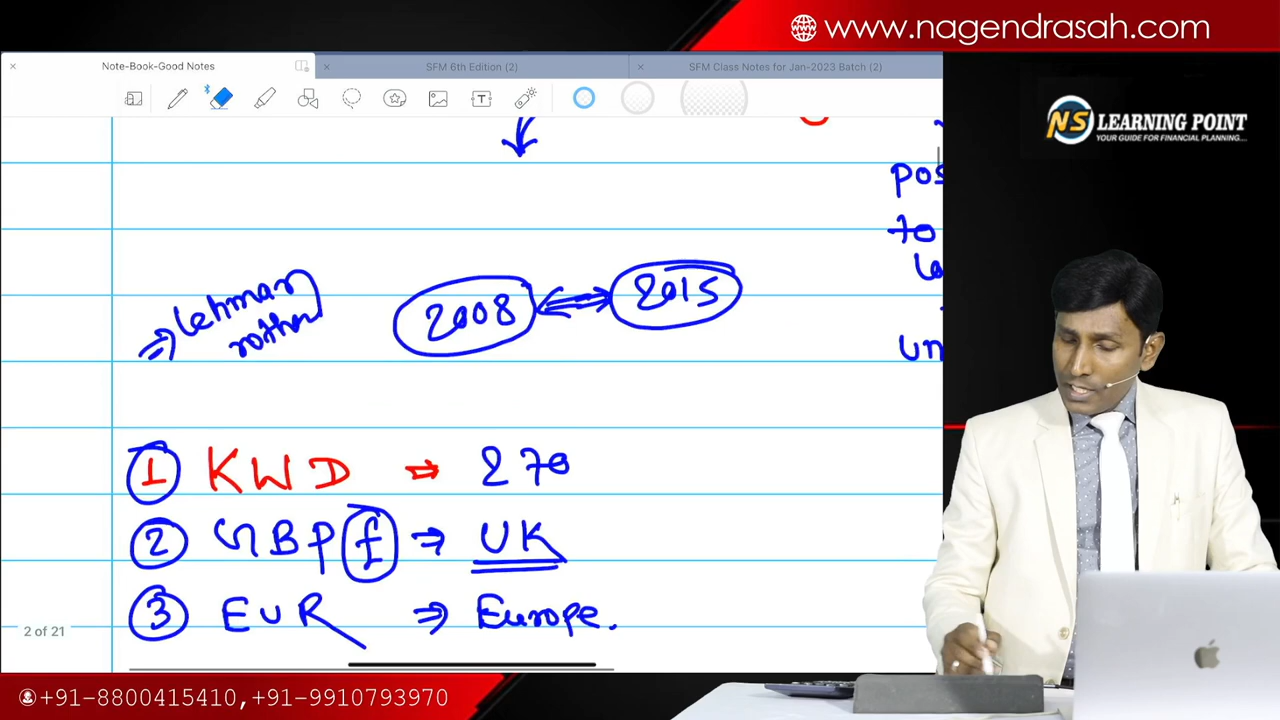 www.nagendrasah.com
Note-Book-Good Notes
SFM 6th Edition (2)
SFM Class Notes for Jan-2023 Batch (2)
NS LEARNING POINT
YOUR GUIDE FOR FINANCIAL PLANNING....
pos
to
un
⇒ Lehman
rother
2008 ⇔ 2015
① KWD ⇒ 270
② GBP £ ⇒ UK
③ EUR ⇒ Europe.
2 of 21
+91-8800415410,+91-9910793970